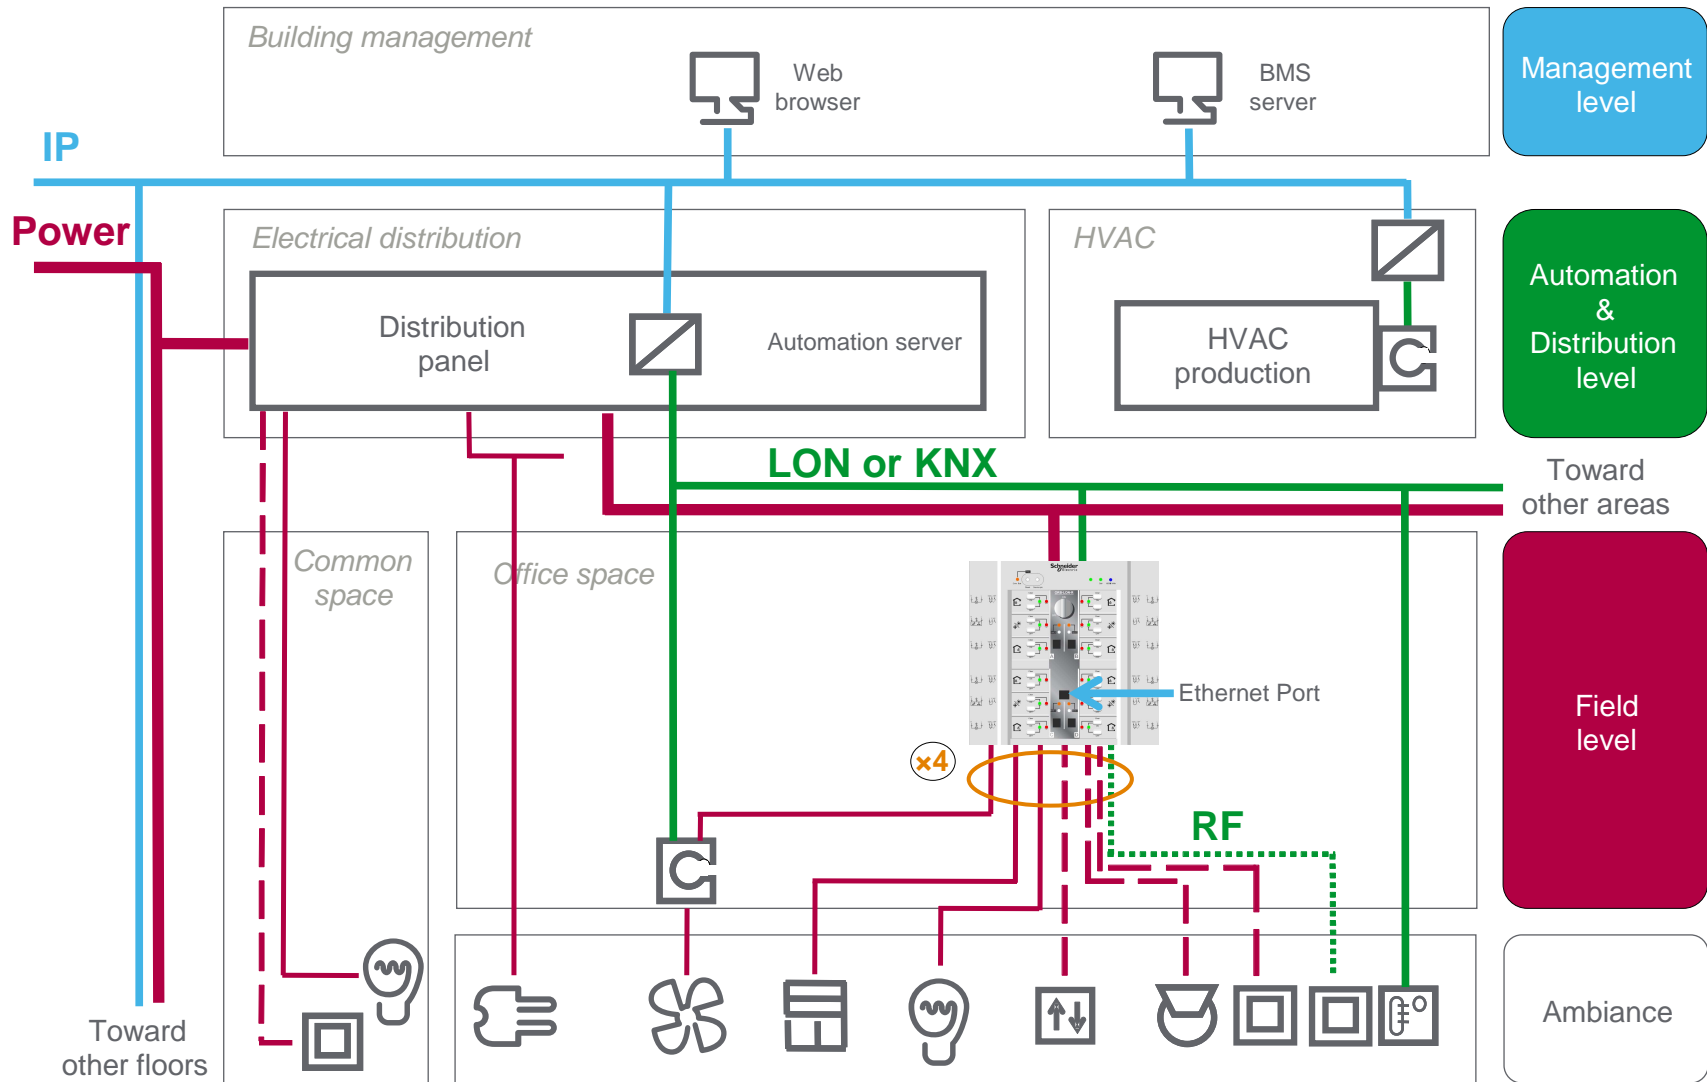 Building management
Web
browser
BMS
server
Management
level
IP
Power
Electrical distribution
HVAC
Distribution
panel
Automation server
HVAC
production
Automation
&
Distribution
level
LON or KNX
Toward
other areas
Common
space
Office space
Schneider
Electric
Ethernet Port
Field
level
×4
RF
Toward
other floors
Ambiance